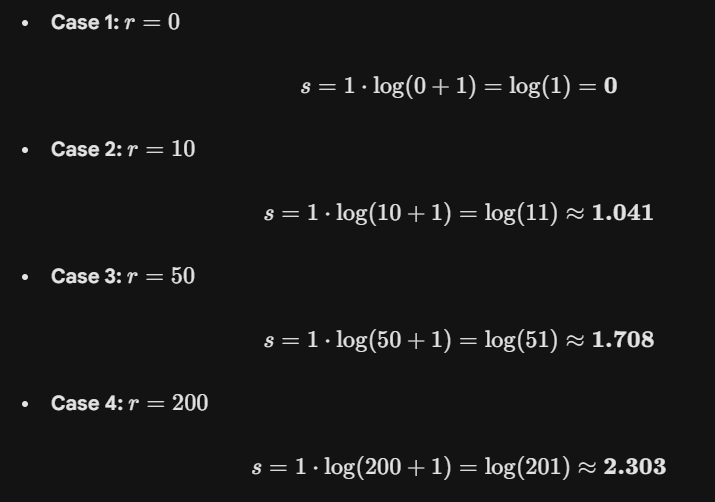 • Case 1: r = 0
s = 1 · log(0 + 1) = log(1) = 0
• Case 2: r = 10
s = 1 · log(10 + 1) = log(11) ≈ 1.041
• Case 3: r = 50
s = 1 · log(50 + 1) = log(51) ≈ 1.708
• Case 4: r = 200
s = 1 · log(200 + 1) = log(201) ≈ 2.303